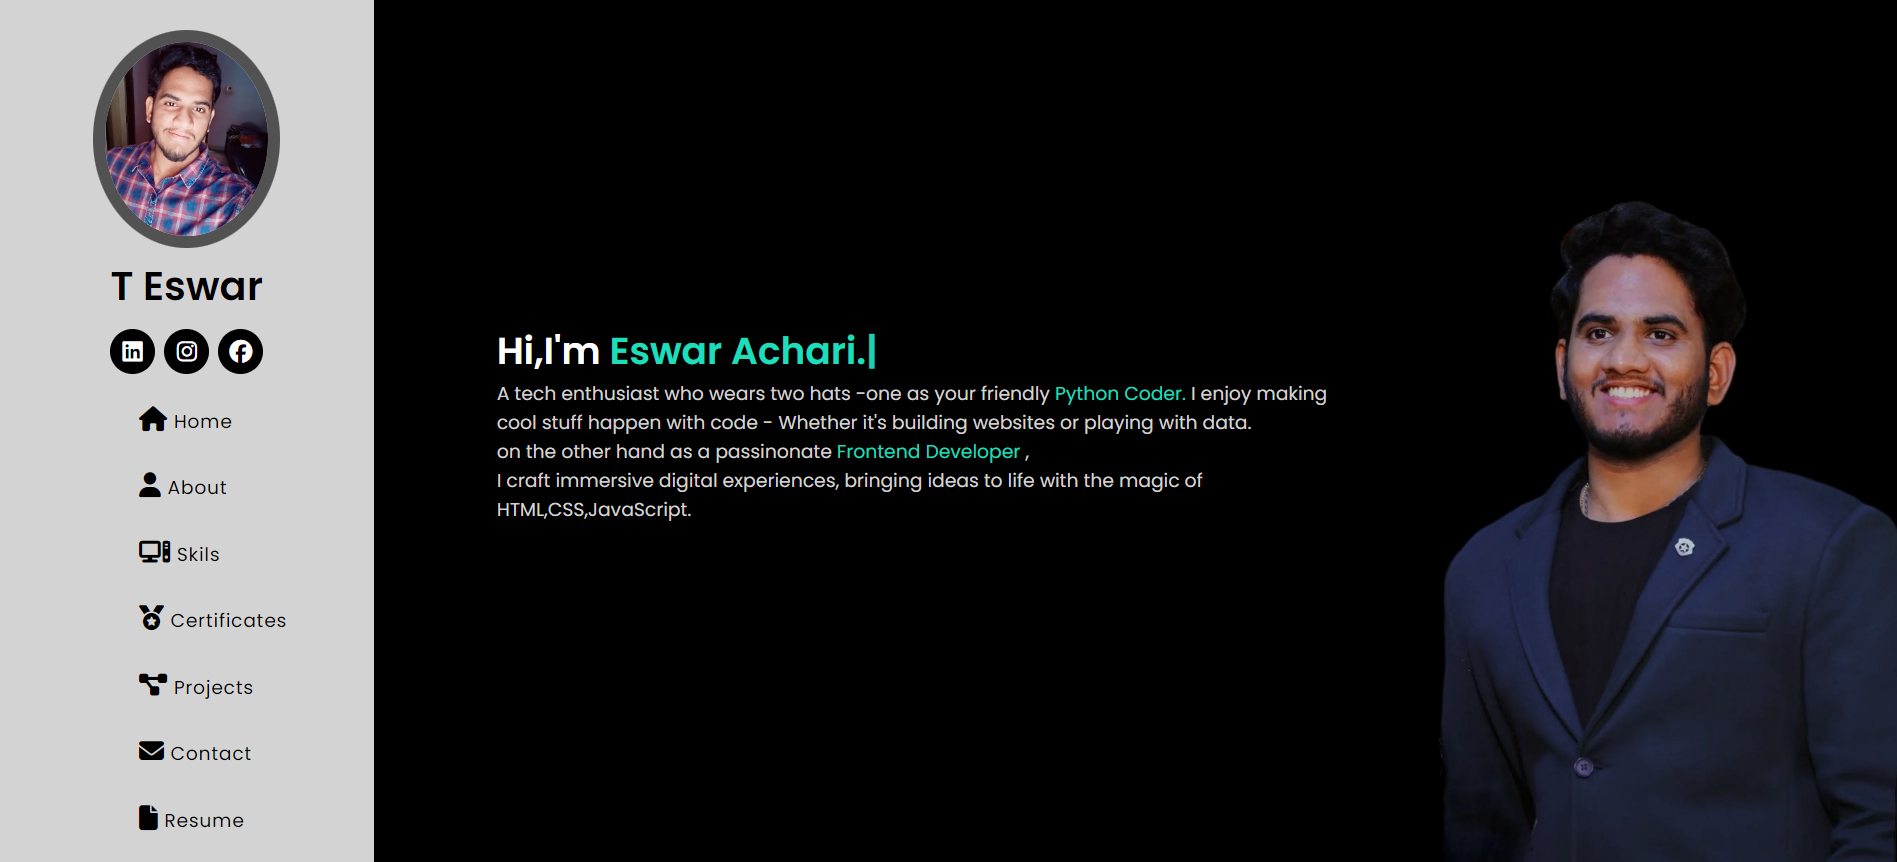 T Eswar
Home
About
Skils
Certificates
Projects
Contact
Resume
Hi,I'm Eswar Achari.|
A tech enthusiast who wears two hats -one as your friendly Python Coder. I enjoy making
cool stuff happen with code - Whether it's building websites or playing with data.
on the other hand as a passinonate Frontend Developer ,
I craft immersive digital experiences, bringing ideas to life with the magic of
HTML,CSS,JavaScript.